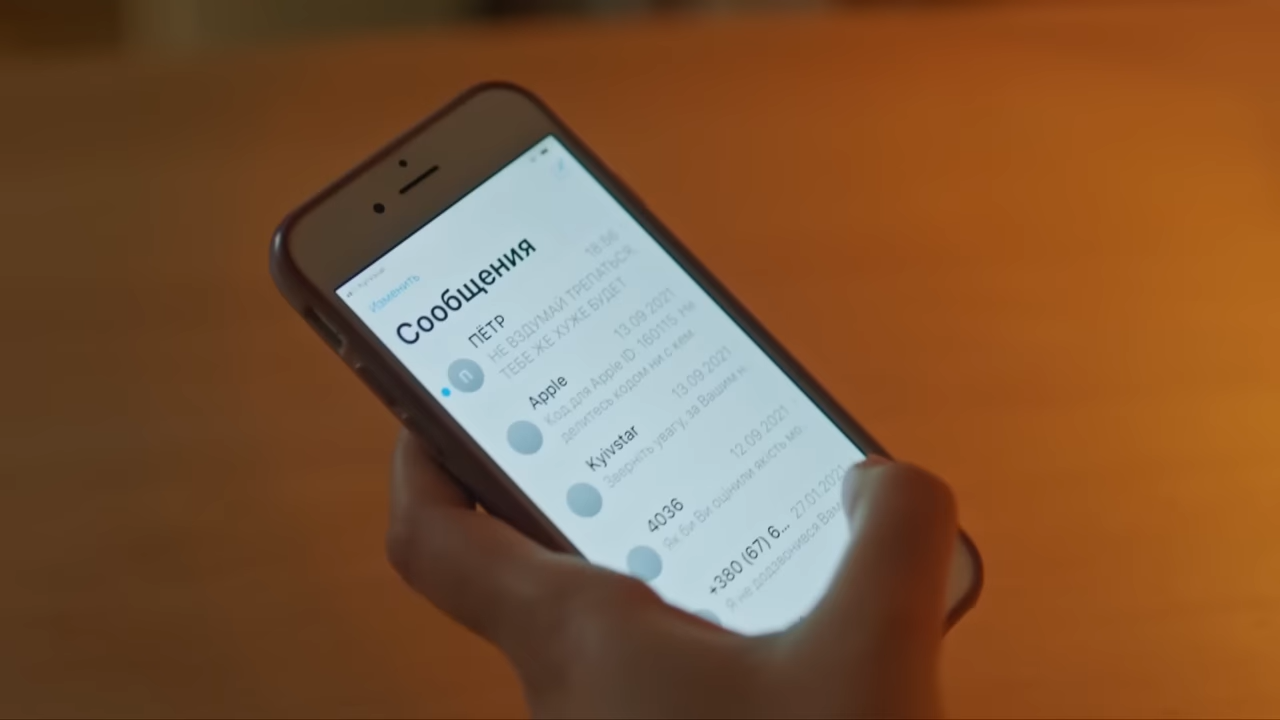 Изменить
Сообщения
ПЁТР 18:56
НЕ ВЗДУМАЙ ТРЕПАТЬСЯ,
ТЕБЕ ЖЕ ХУЖЕ БУДЕТ
П
Apple 13.09.2021
Код для Apple ID: 160115. Не
делитесь кодом ни с кем
Kyivstar 13.09.2021
Зверніть увагу, за Вашим н
4036 12.09.2021
Як би Ви оцінили якість мо...
+380 (67) 6... 27.01.2021
Я не додзвонився Вам